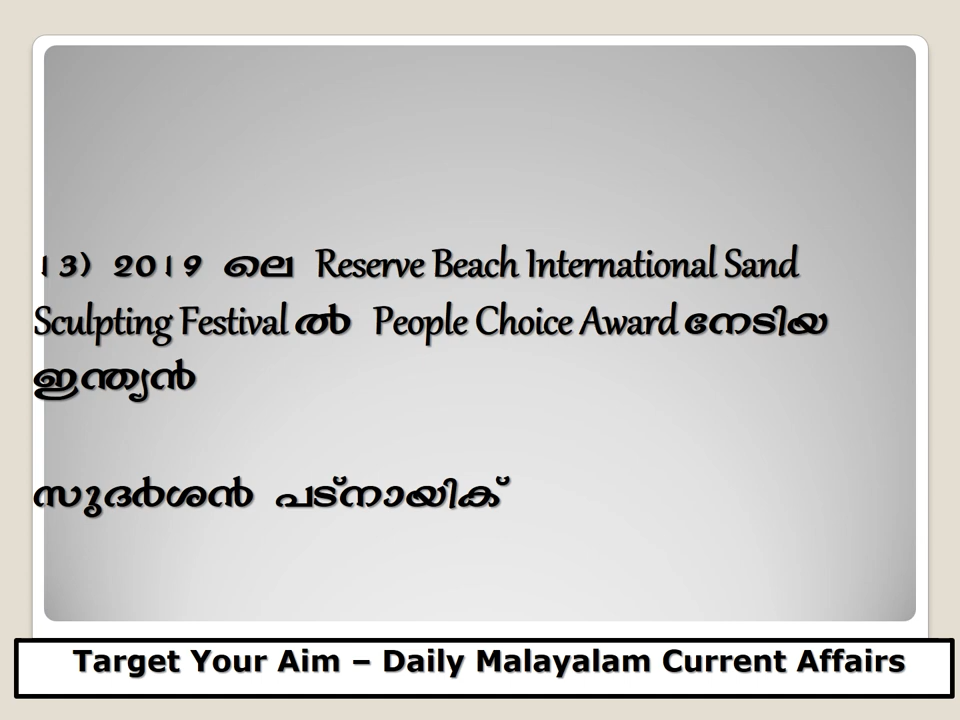 13) 2019 ലെ Reserve Beach International Sand
Sculpting Festival ൽ People Choice Award നേടിയ
ഇന്ത്യൻ
സുദർശൻ പട്നായിക്
Target Your Aim – Daily Malayalam Current Affairs